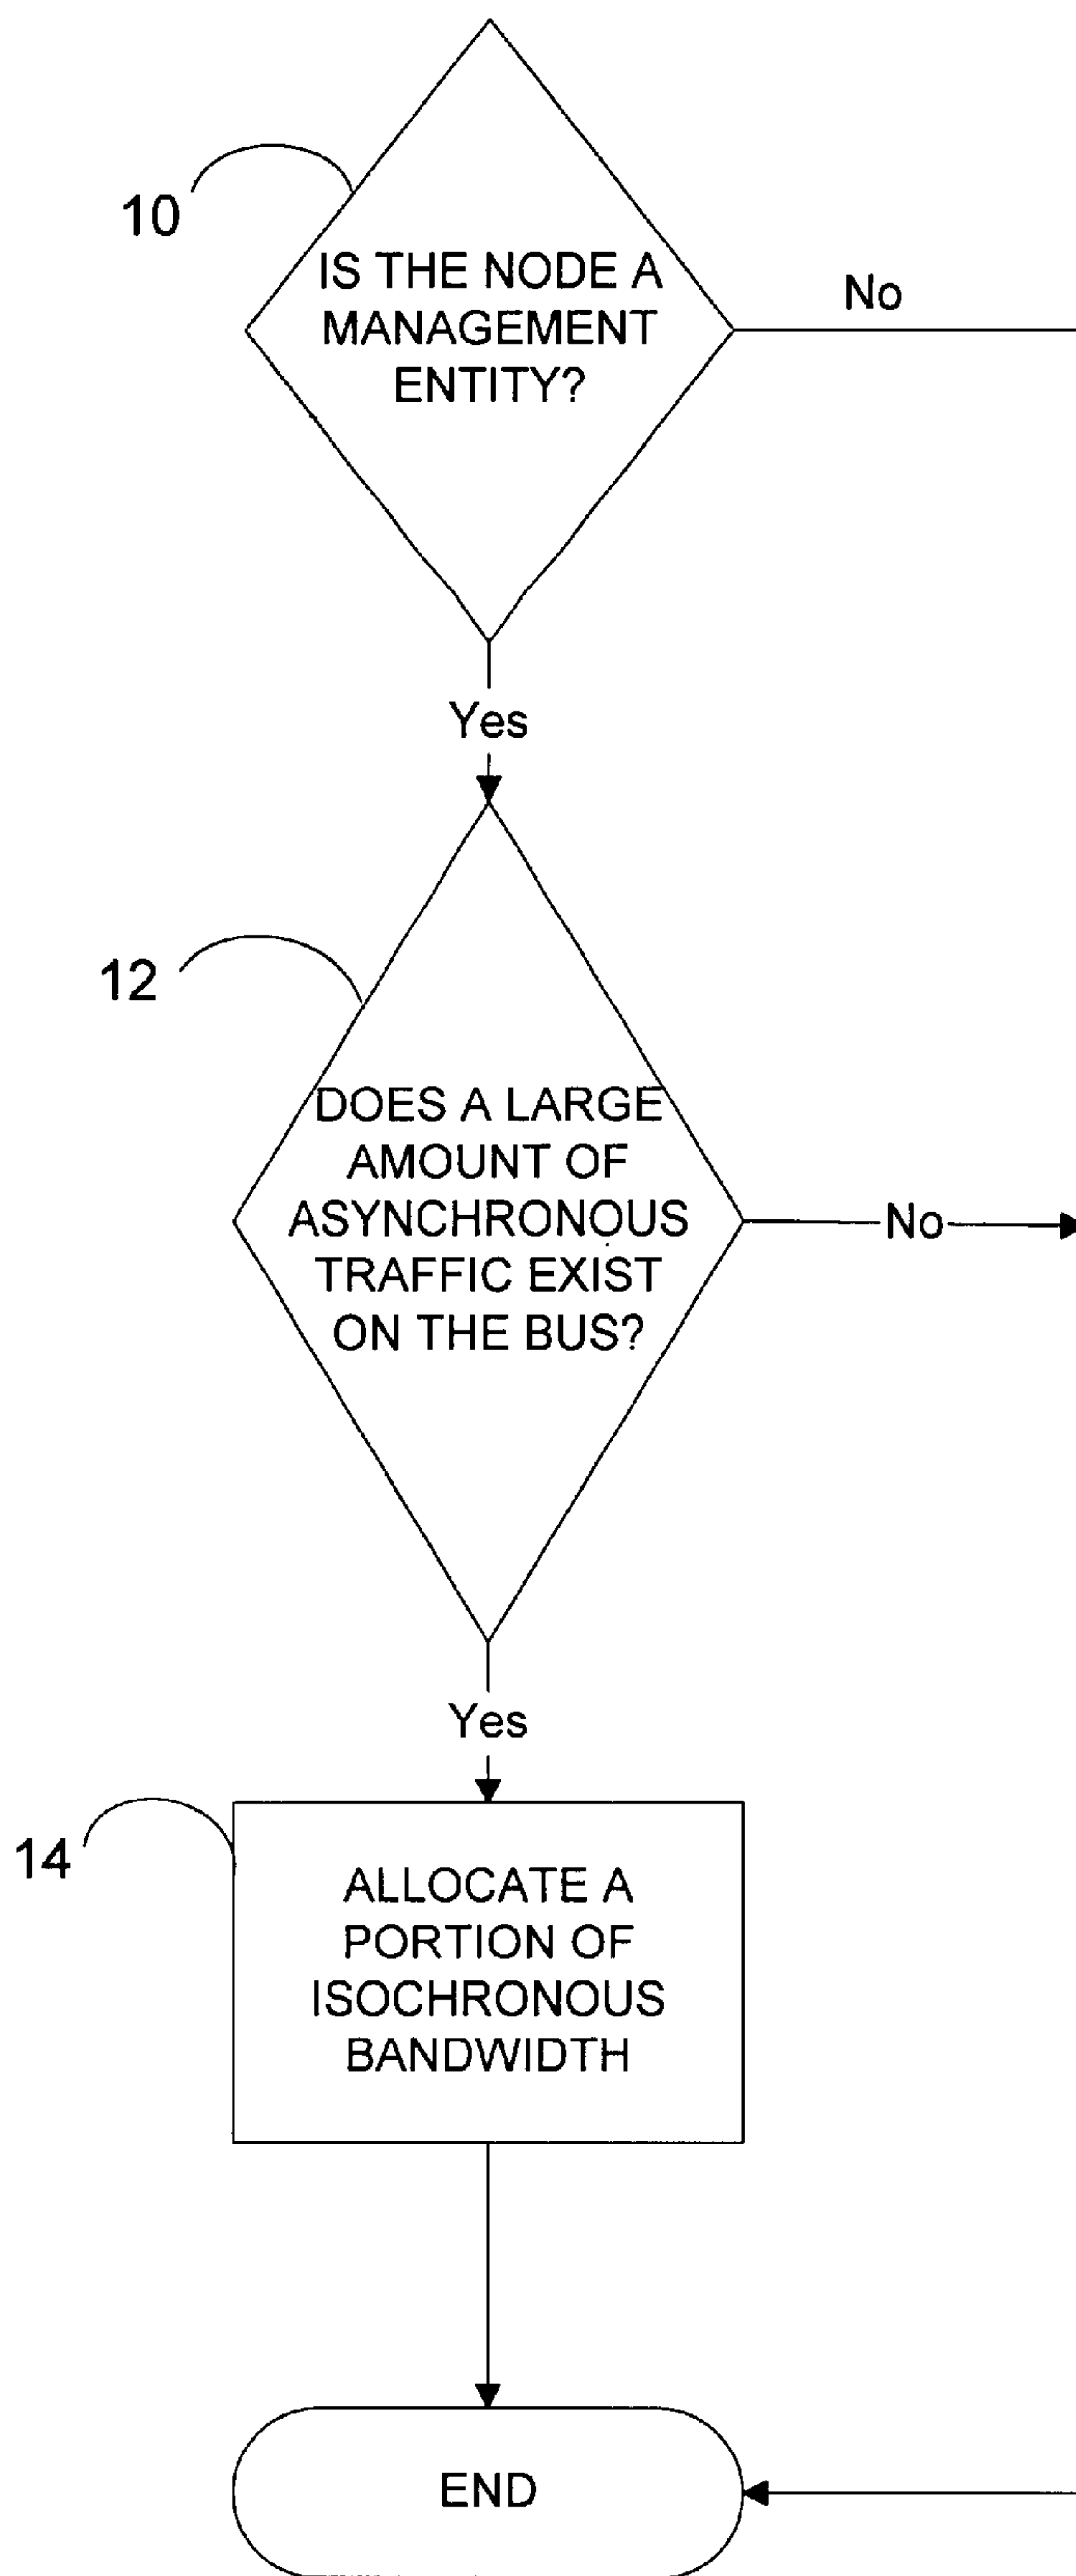 10
IS THE NODE A
MANAGEMENT
ENTITY?
No
Yes
12
DOES A LARGE
AMOUNT OF
ASYNCHRONOUS
TRAFFIC EXIST
ON THE BUS?
No
Yes
14
ALLOCATE A
PORTION OF
ISOCHRONOUS
BANDWIDTH
END